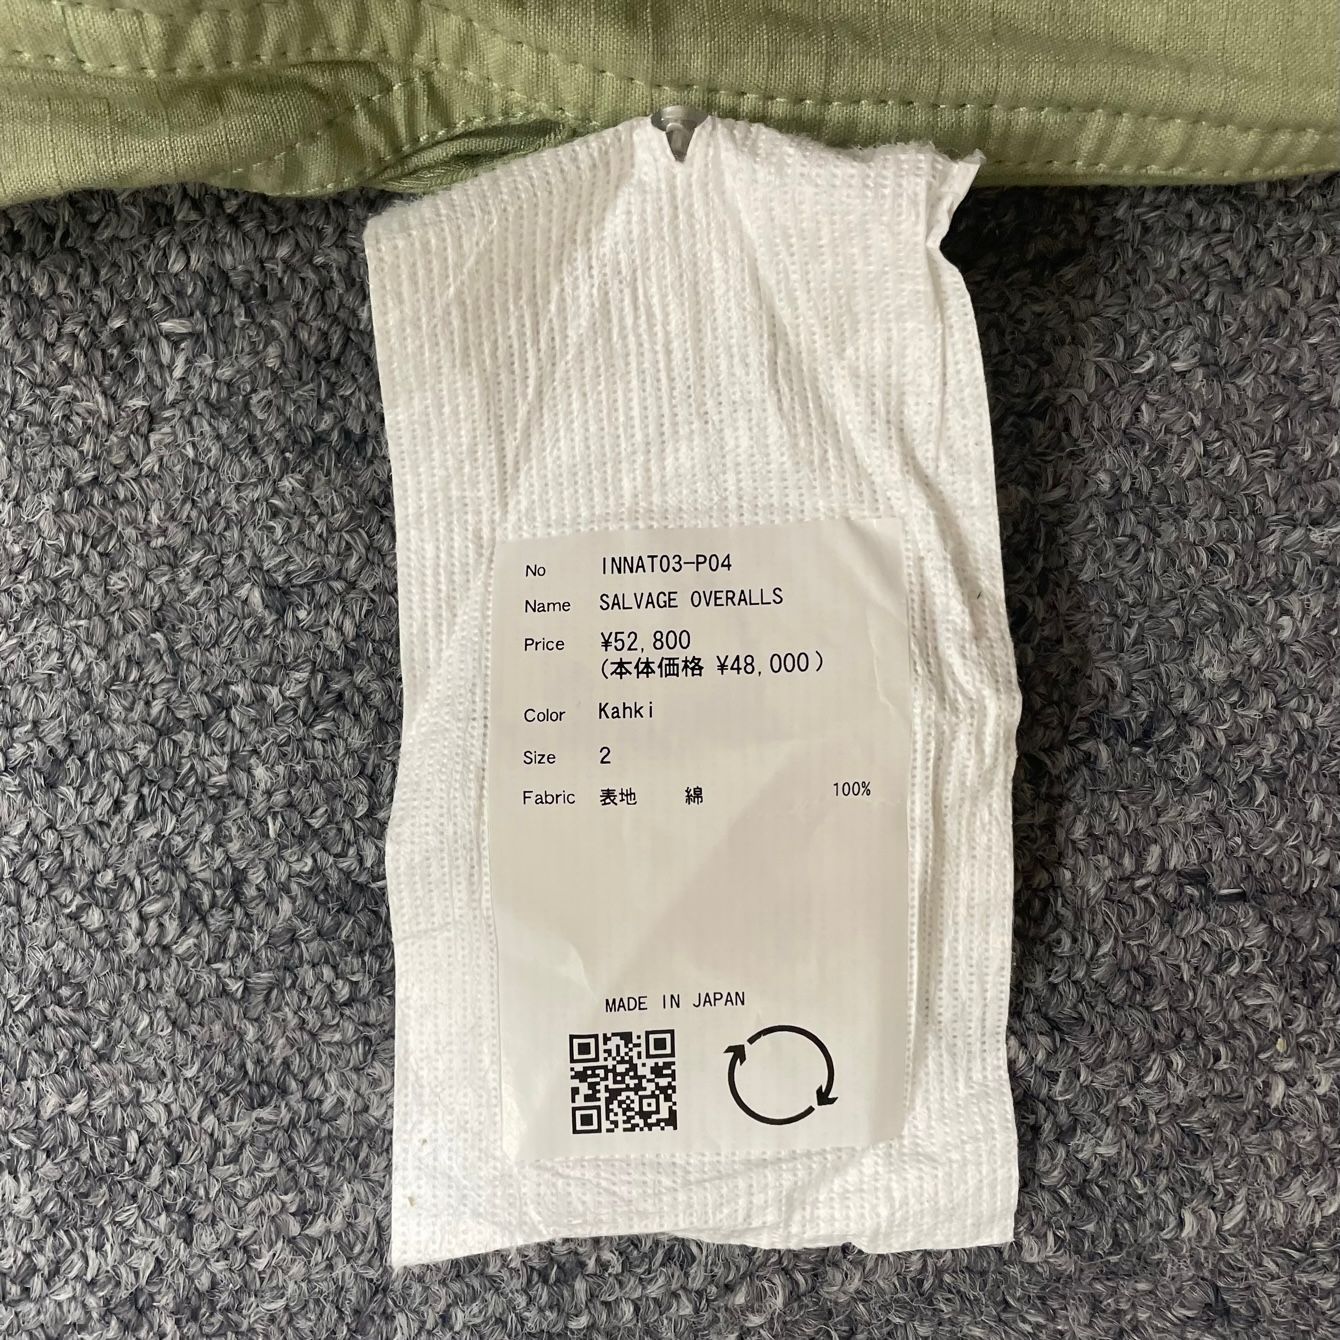 No INNAT03-P04
Name SALVAGE OVERALLS
Price ¥52,800
(本体価格 ¥48,000)
Color Kahki
Size 2
Fabric 表地 綿 100%
MADE IN JAPAN